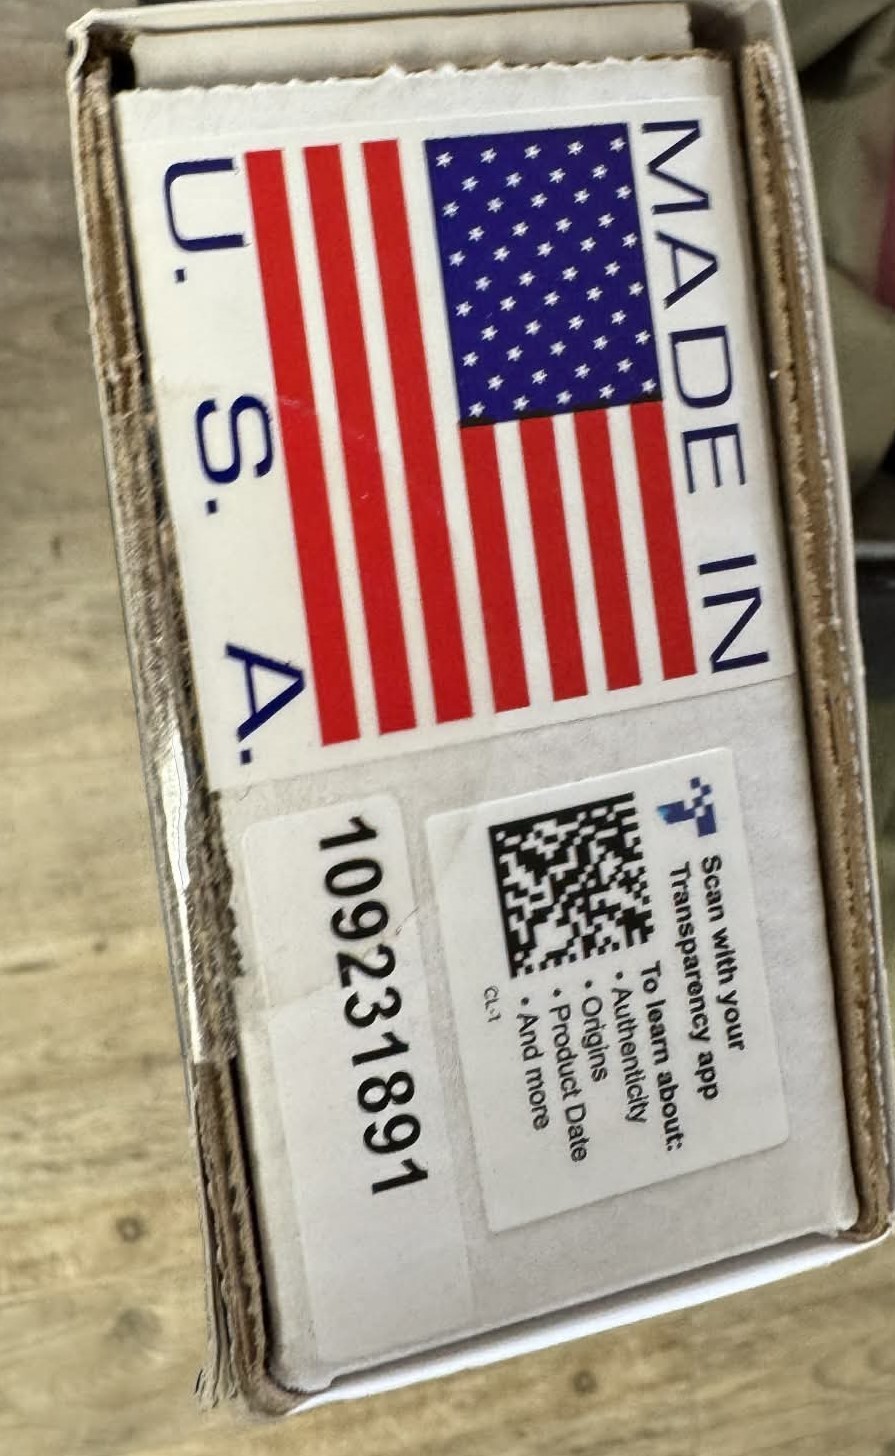 MADE IN
U. S. A.
Scan with your
Transparency app
To learn about:
• Authenticity
• Origins
• Product Date
• And more
CL-1
109231891